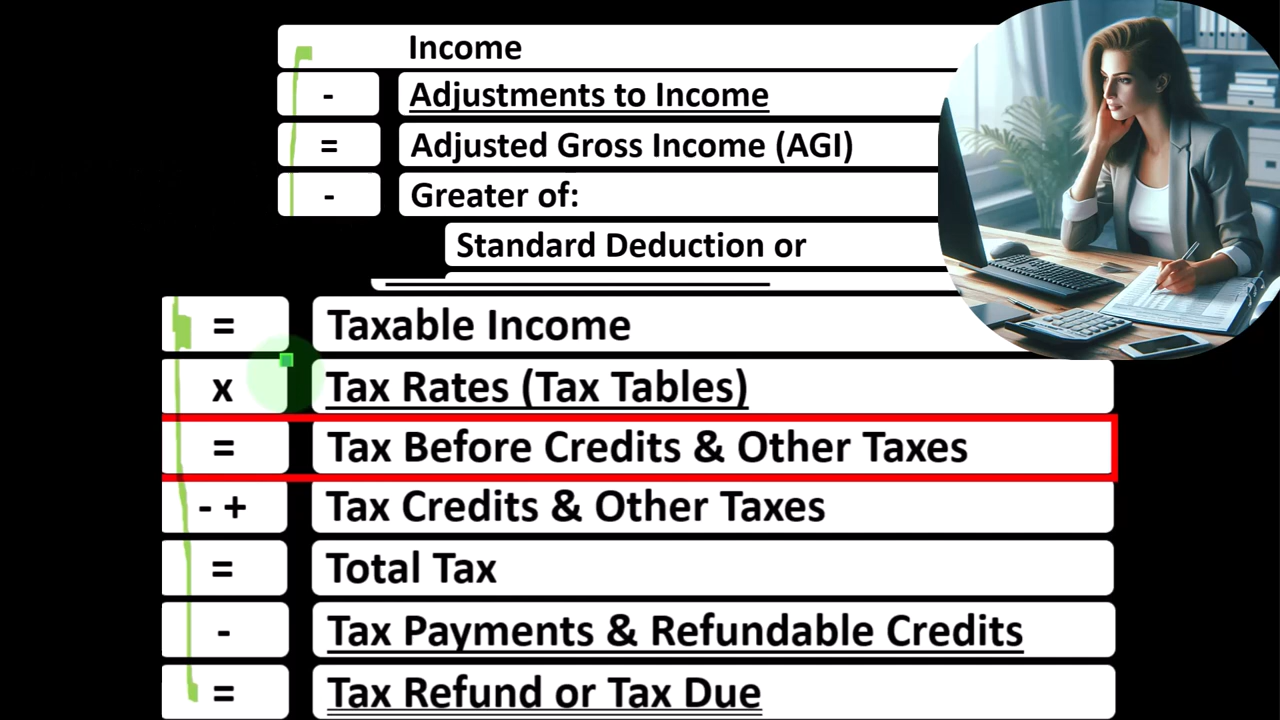 Income
- Adjustments to Income
= Adjusted Gross Income (AGI)
- Greater of:
Standard Deduction or
= Taxable Income
x Tax Rates (Tax Tables)
= Tax Before Credits & Other Taxes
- + Tax Credits & Other Taxes
= Total Tax
- Tax Payments & Refundable Credits
= Tax Refund or Tax Due